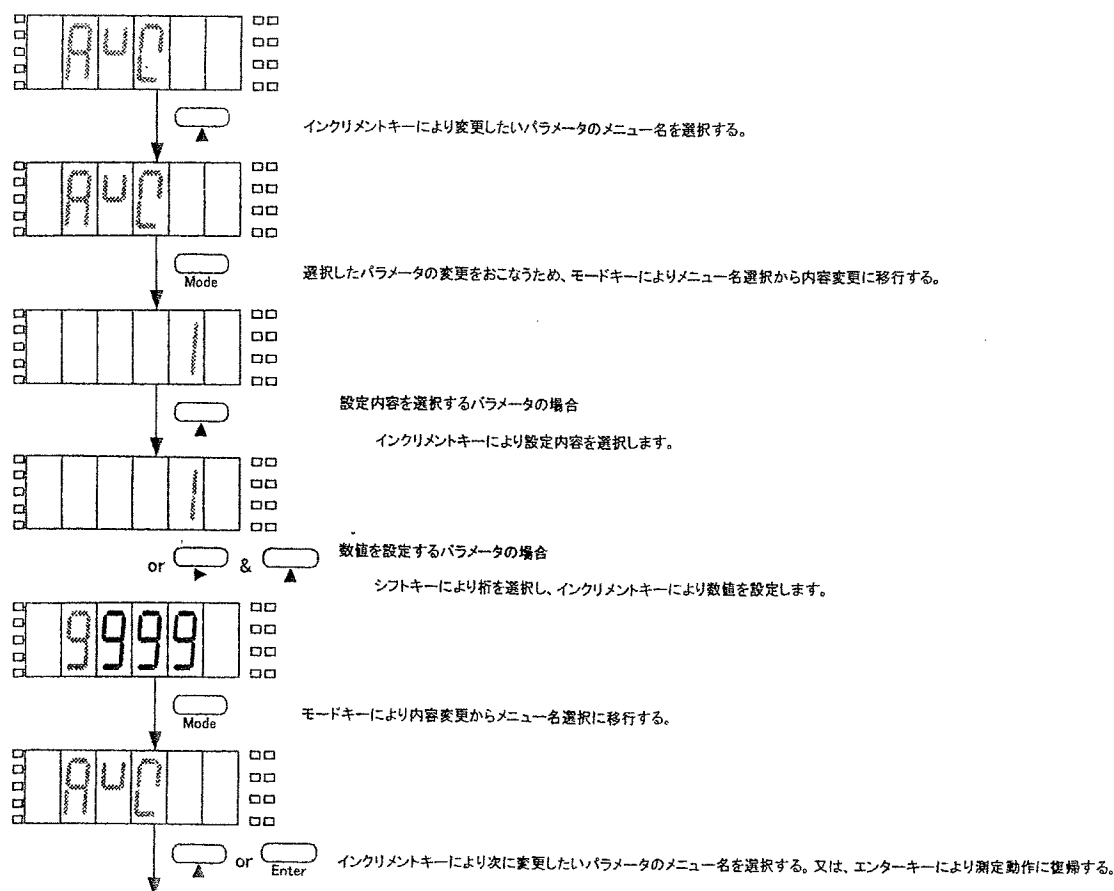 AUC
インクリメントキーにより変更したいパラメータのメニュー名を選択する。
AUC
Mode
選択したパラメータの変更をおこなうため、モードキーによりメニュー名選択から内容変更に移行する。
1
設定内容を選択するパラメータの場合
インクリメントキーにより設定内容を選択します。
1
or
&
数値を設定するパラメータの場合
シフトキーにより桁を選択し、インクリメントキーにより数値を設定します。
9999
Mode
モードキーにより内容変更からメニュー名選択に移行する。
AUC
or
Enter
インクリメントキーにより次に変更したいパラメータのメニュー名を選択する。又は、エンターキーにより測定動作に復帰する。